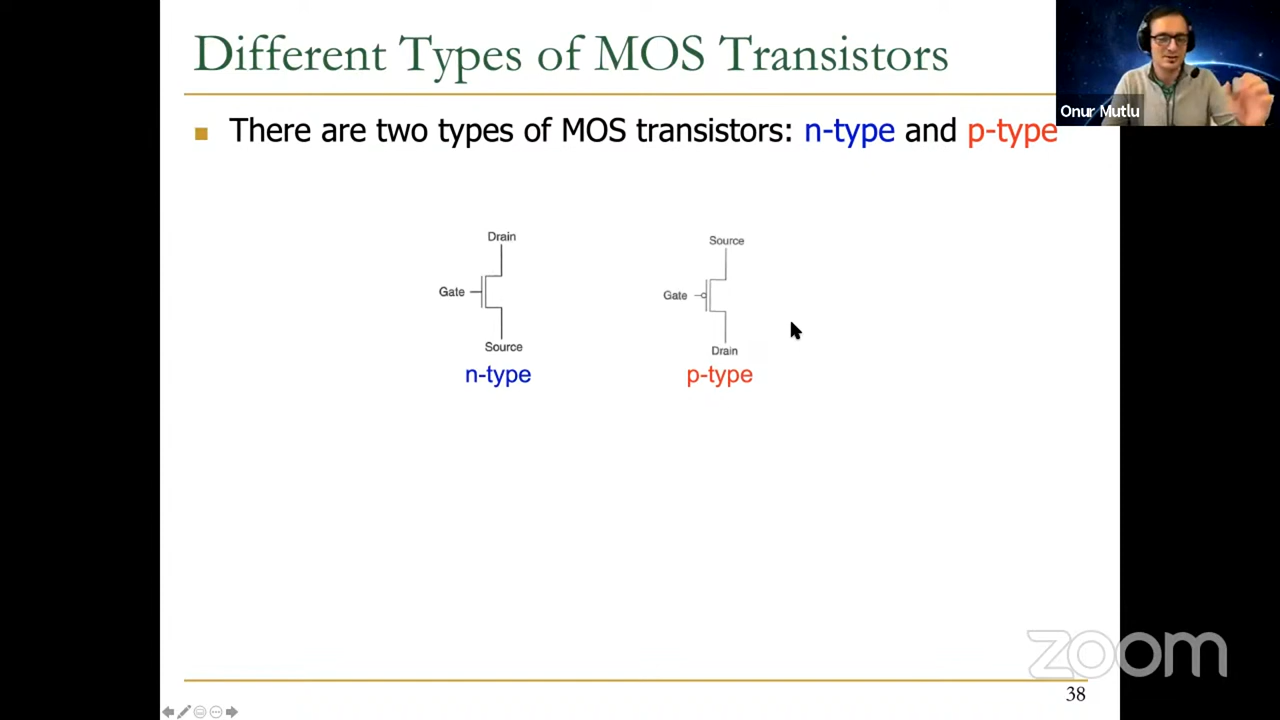 Different Types of MOS Transistors
Onur Mutlu
There are two types of MOS transistors: n-type and p-type
Drain
Gate
Source
n-type
Source
Gate
Drain
p-type
zoom
38